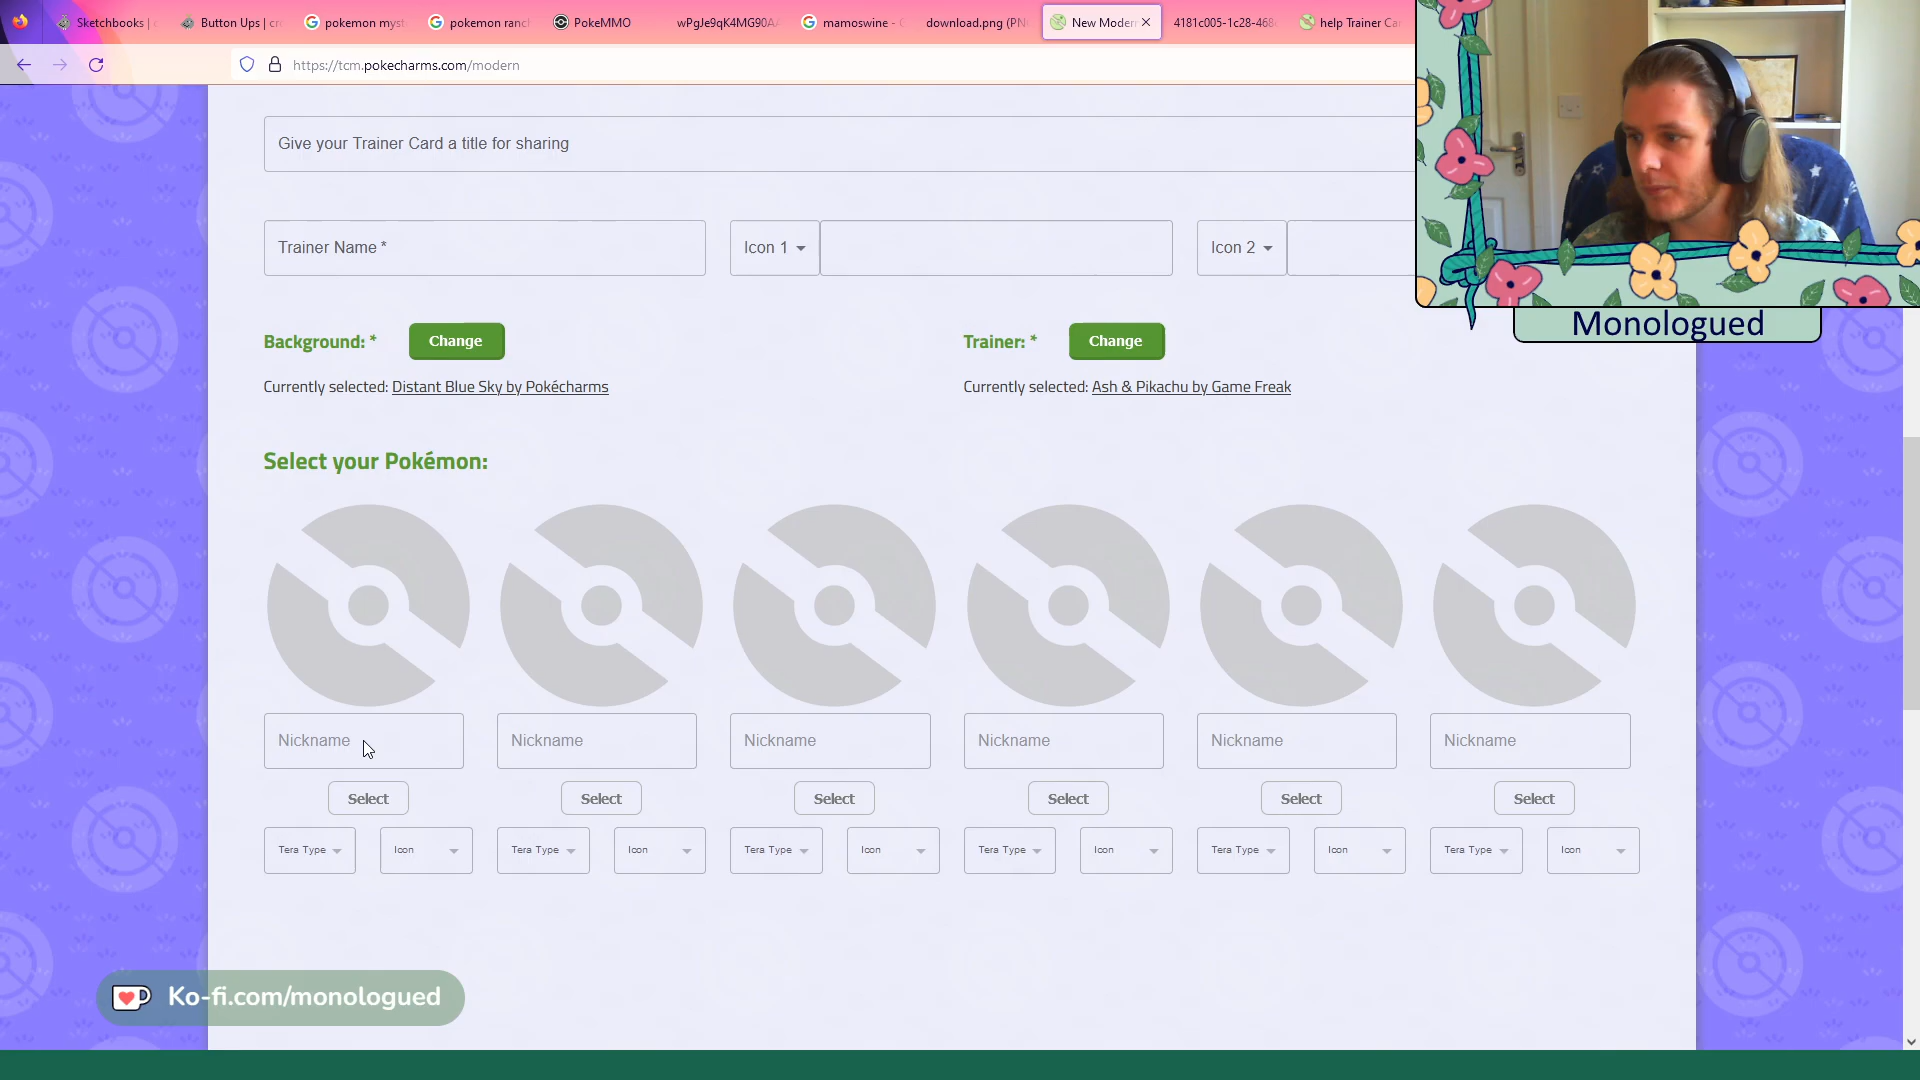 Sketchbooks |
Button Ups | cr
pokemon myst
pokemon ranc
PokeMMO
wPgJe9qK4MG90A
mamoswine -
download.png (PN
New Moder
4181c005-1c28-468
help Trainer Ca
https://tcm.pokecharms.com/modern
Give your Trainer Card a title for sharing
Trainer Name *
Icon 1
Icon 2
Monologued
Background: *
Change
Trainer: *
Change
Currently selected: Distant Blue Sky by Pokécharms
Currently selected: Ash & Pikachu by Game Freak
Select your Pokémon:
Nickname
Nickname
Nickname
Nickname
Nickname
Nickname
Select
Select
Select
Select
Select
Select
Tera Type
Icon
Tera Type
Icon
Tera Type
Icon
Tera Type
Icon
Tera Type
Icon
Tera Type
Icon
Ko-fi.com/monologued